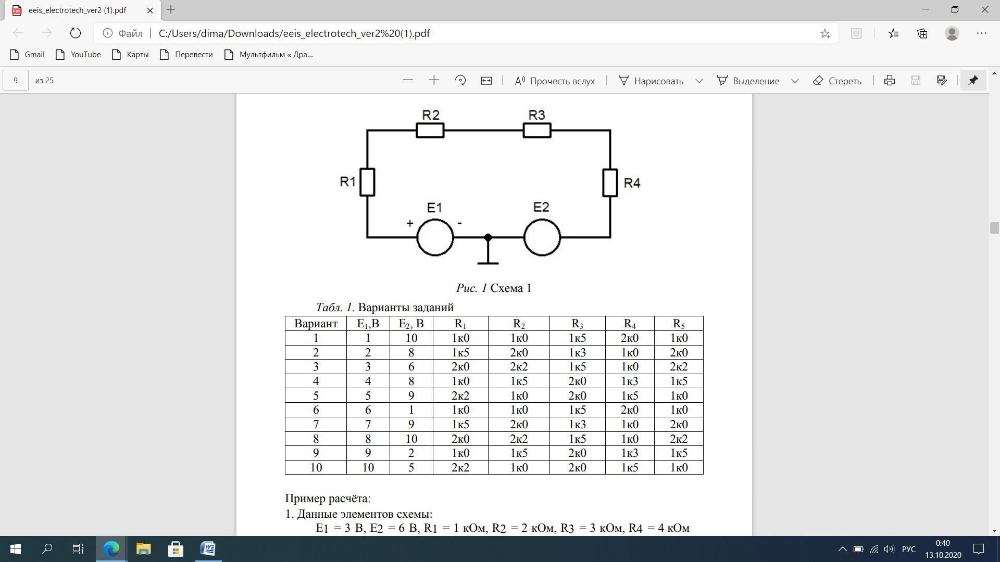 eeis_electrotech_ver2 (1).pdf
Файл | C:/Users/dima/Downloads/eeis_electrotech_ver2%20(1).pdf
Gmail YouTube Карты Перевести Мультфильм « Дра...
9 из 25 Прочесть вслух Нарисовать Выделение Стереть
R2 R3
R1 R4
E1 E2
+ -
Рис. 1 Схема 1
Табл. 1. Варианты заданий
Вариант E1,В E2, В R1 R2 R3 R4 R5
1 1 10 1к0 1к0 1к5 2к0 1к0
2 2 8 1к5 2к0 1к3 1к0 2к0
3 3 6 2к0 2к2 1к5 1к0 2к2
4 4 8 1к0 1к5 2к0 1к3 1к5
5 5 9 2к2 1к0 2к0 1к5 1к0
6 6 1 1к0 1к0 1к5 2к0 1к0
7 7 9 1к5 2к0 1к3 1к0 2к0
8 8 10 2к0 2к2 1к5 1к0 2к2
9 9 2 1к0 1к5 2к0 1к3 1к5
10 10 5 2к2 1к0 2к0 1к5 1к0
Пример расчёта:
1. Данные элементов схемы:
E1 = 3 В, E2 = 6 В, R1 = 1 кОм, R2 = 2 кОм, R3 = 3 кОм, R4 = 4 кОм
РУС 0:40
13.10.2020